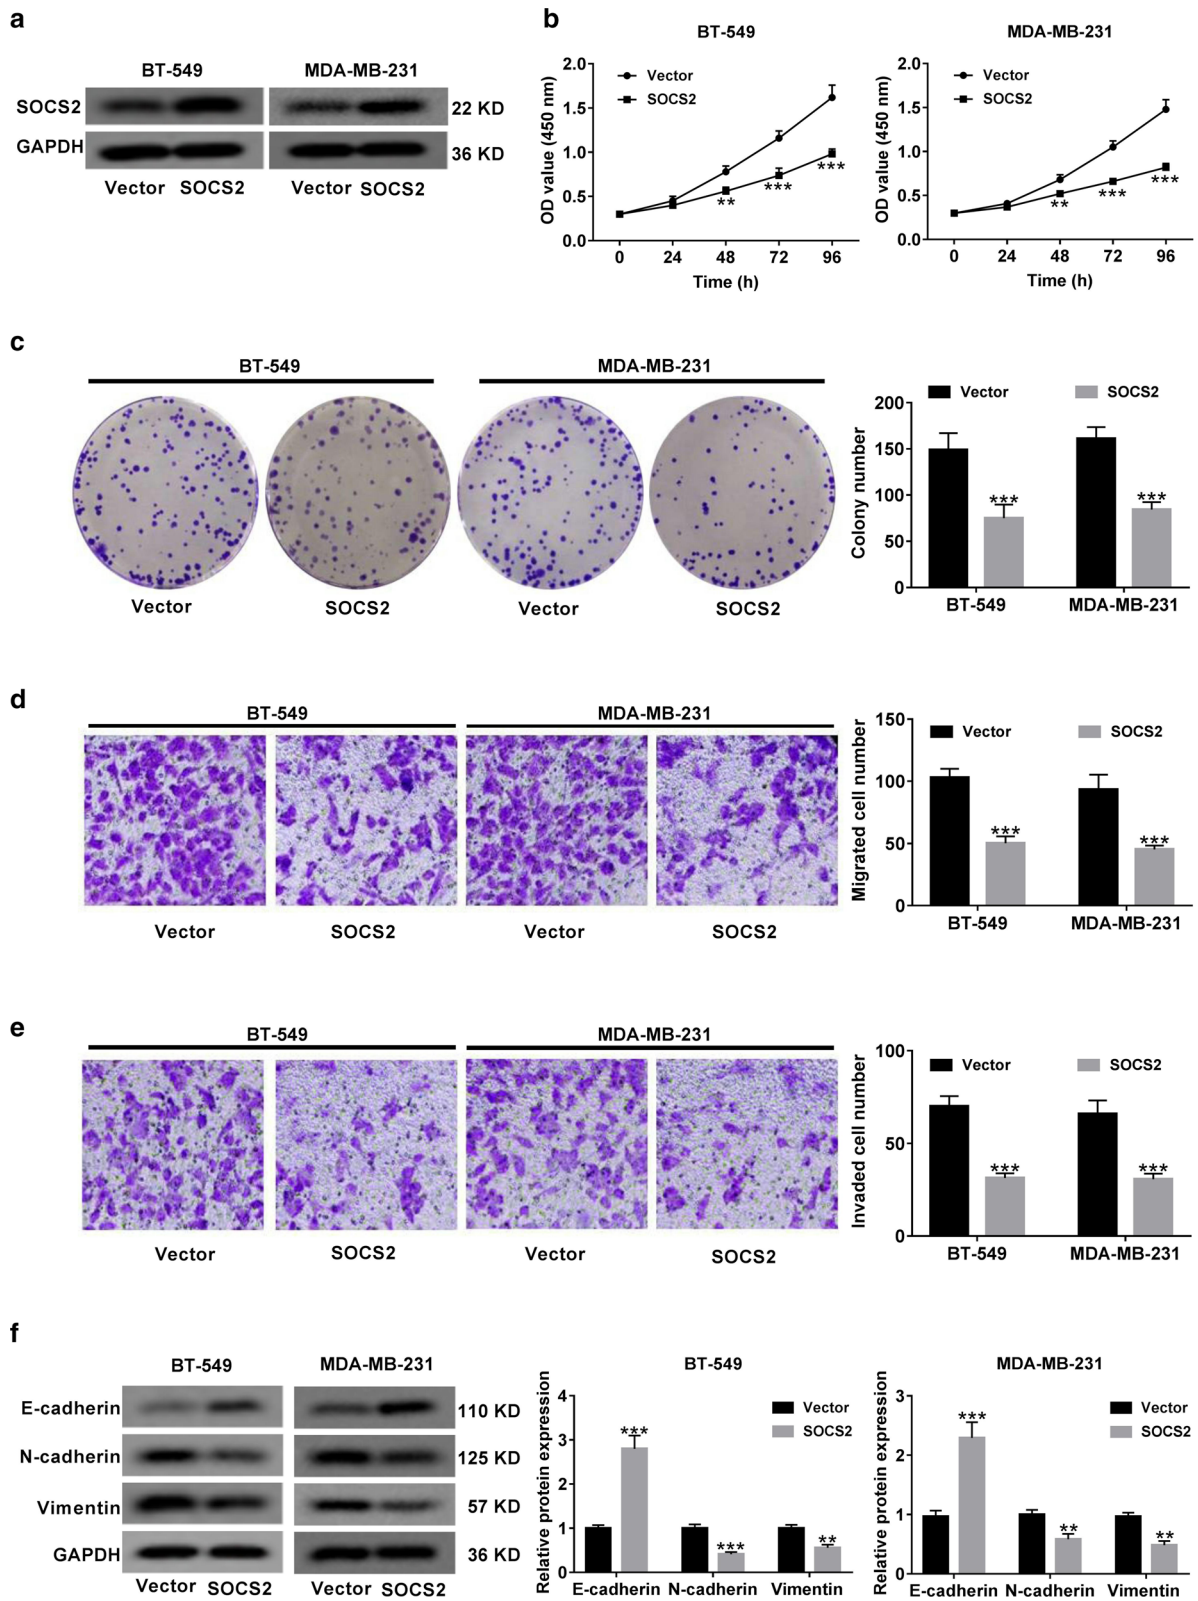 a
BT-549 MDA-MB-231
SOCS2 22 KD
GAPDH 36 KD
Vector SOCS2 Vector SOCS2
b
BT-549
OD value (450 nm)
2.0
1.5
1.0
0.5
0.0
Vector
SOCS2
**
***
***
0 24 48 72 96
Time (h)
MDA-MB-231
OD value (450 nm)
2.0
1.5
1.0
0.5
0.0
Vector
SOCS2
**
***
***
0 24 48 72 96
Time (h)
c
BT-549 MDA-MB-231
Vector SOCS2 Vector SOCS2
Colony number
200
150
100
50
0
Vector SOCS2
*** ***
BT-549 MDA-MB-231
d
BT-549 MDA-MB-231
Vector SOCS2 Vector SOCS2
Migrated cell number
150
100
50
0
Vector SOCS2
*** ***
BT-549 MDA-MB-231
e
BT-549 MDA-MB-231
Vector SOCS2 Vector SOCS2
Invaded cell number
100
50
0
Vector SOCS2
*** ***
BT-549 MDA-MB-231
f
BT-549 MDA-MB-231
E-cadherin 110 KD
N-cadherin 125 KD
Vimentin 57 KD
GAPDH 36 KD
Vector SOCS2 Vector SOCS2
BT-549
Relative protein expression
4
3
2
1
0
Vector
SOCS2
*** *** **
E-cadherin N-cadherin Vimentin
MDA-MB-231
Relative protein expression
3
2
1
0
Vector
SOCS2
*** ** **
E-cadherin N-cadherin Vimentin